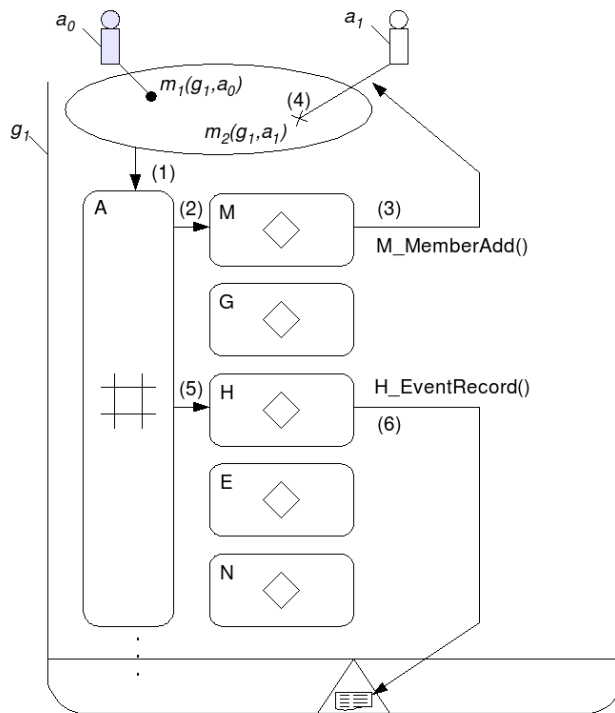 a0
a1
m1(g1,a0)
(4)
m2(g1,a1)
g1
(1)
A
(2)
M
(3)
M_MemberAdd()
G
(5)
H
H_EventRecord()
(6)
E
N